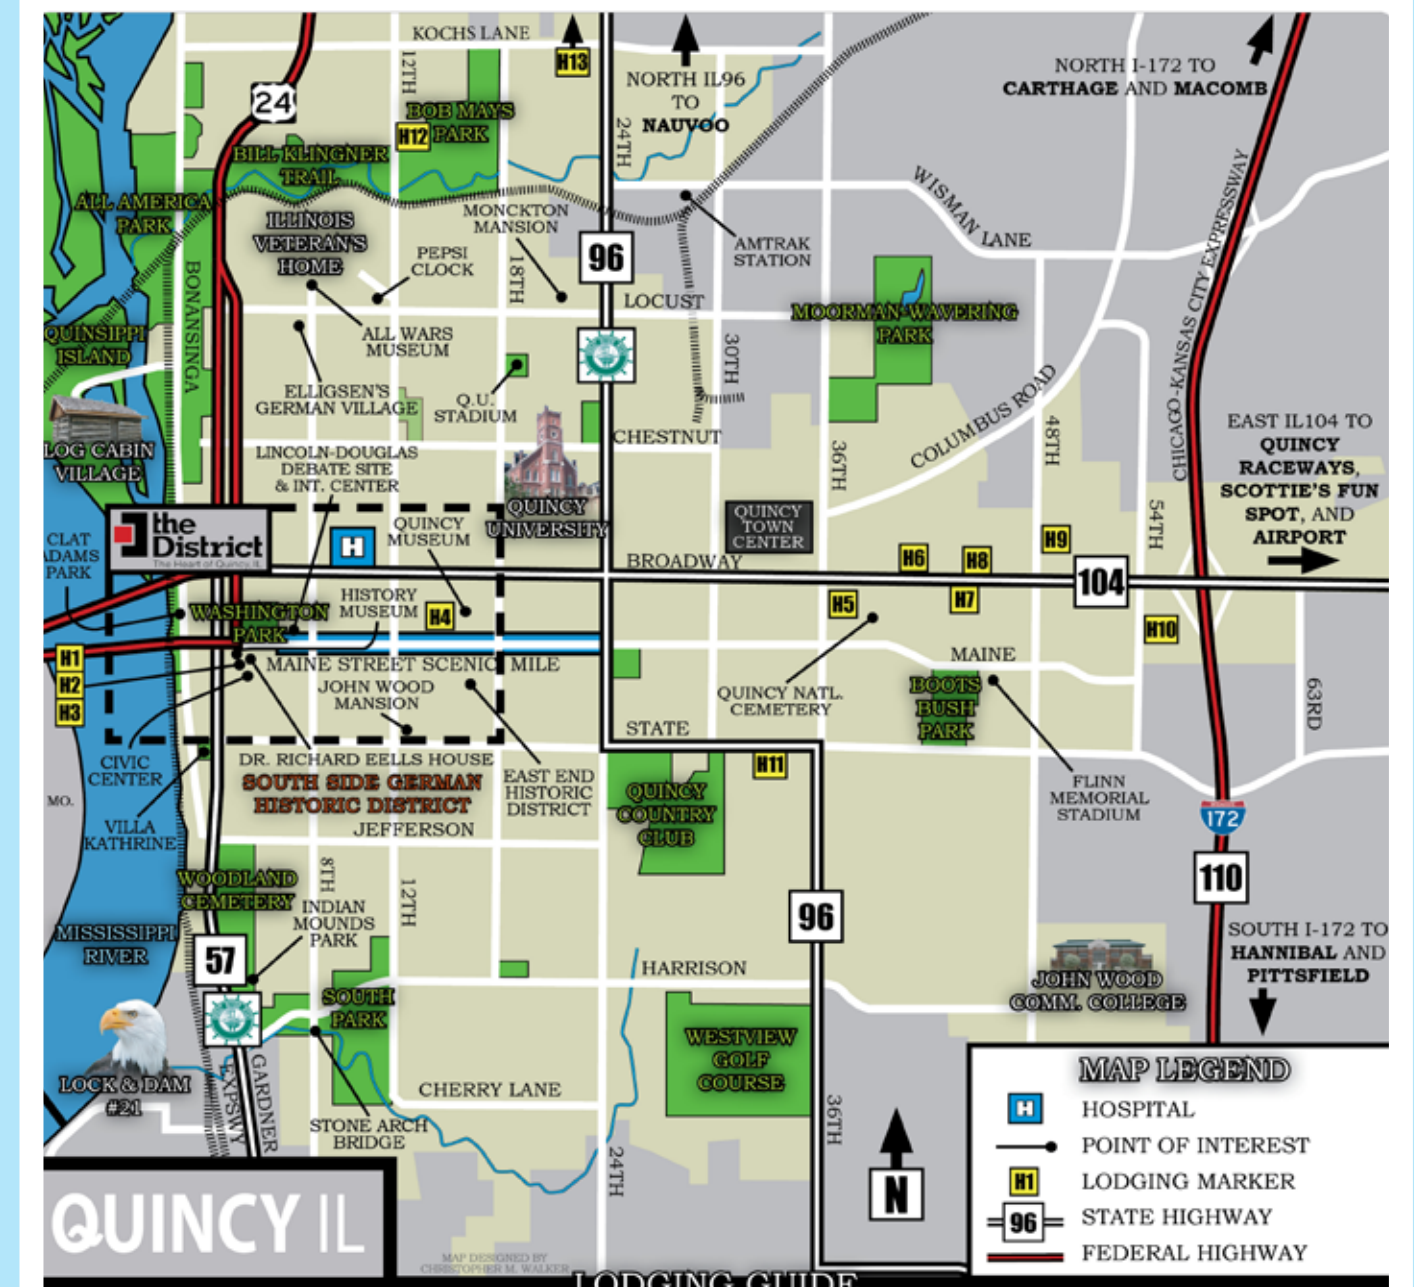 KOCHS LANE
12TH
H13
NORTH IL96
TO
NAUVOO
NORTH I-172 TO
CARTHAGE AND MACOMB
24
BOB MAYS
PARK
H12
24TH
BILL KLINGNER
TRAIL
ALL AMERICA
PARK
WISMAN LANE
CHICAGO-KANSAS CITY EXPRESSWAY
ILLINOIS
VETERAN'S
HOME
MONCKTON
MANSION
PEPSI
CLOCK
18TH
96
AMTRAK
STATION
BONANSINGA
LOCUST
MOORMAN-WAVERING
PARK
QUINSIPPI
ISLAND
ALL WARS
MUSEUM
30TH
ELLIGSEN'S
GERMAN VILLAGE
Q.U.
STADIUM
COLUMBUS ROAD
48TH
EAST IL104 TO
QUINCY
RACEWAYS,
SCOTTIE'S FUN
SPOT, AND
AIRPORT
CHESTNUT
36TH
LOG CABIN
VILLAGE
LINCOLN-DOUGLAS
DEBATE SITE
& INT. CENTER
QUINCY
UNIVERSITY
QUINCY
TOWN
CENTER
54TH
the
District
The Heart of Quincy, IL
H
QUINCY
MUSEUM
CLAT
ADAMS
PARK
BROADWAY
H6
H8
H9
104
HISTORY
MUSEUM
H4
H5
H7
H10
WASHINGTON
PARK
H1
H2
H3
MAINE STREET SCENIC MILE
MAINE
JOHN WOOD
MANSION
QUINCY NATL.
CEMETERY
BOOTS
BUSH
PARK
63RD
STATE
CIVIC
CENTER
DR. RICHARD EELLS HOUSE
SOUTH SIDE GERMAN
HISTORIC DISTRICT
EAST END
HISTORIC
DISTRICT
H11
QUINCY
COUNTRY
CLUB
FLINN
MEMORIAL
STADIUM
MO.
VILLA
KATHRINE
JEFFERSON
172
8TH
12TH
110
WOODLAND
CEMETERY
INDIAN
MOUNDS
PARK
96
MISSISSIPPI
RIVER
57
SOUTH I-172 TO
HANNIBAL AND
PITTSFIELD
HARRISON
JOHN WOOD
COMM. COLLEGE
SOUTH
PARK
WESTVIEW
GOLF
COURSE
LOCK & DAM
#21
GARDNER
EXPSWY
CHERRY LANE
STONE ARCH
BRIDGE
36TH
24TH
N
MAP LEGEND
H HOSPITAL
POINT OF INTEREST
H1 LODGING MARKER
96 STATE HIGHWAY
FEDERAL HIGHWAY
QUINCY IL
MAP DESIGNED BY
CHRISTOPHER M. WALKER
LODGING GUIDE